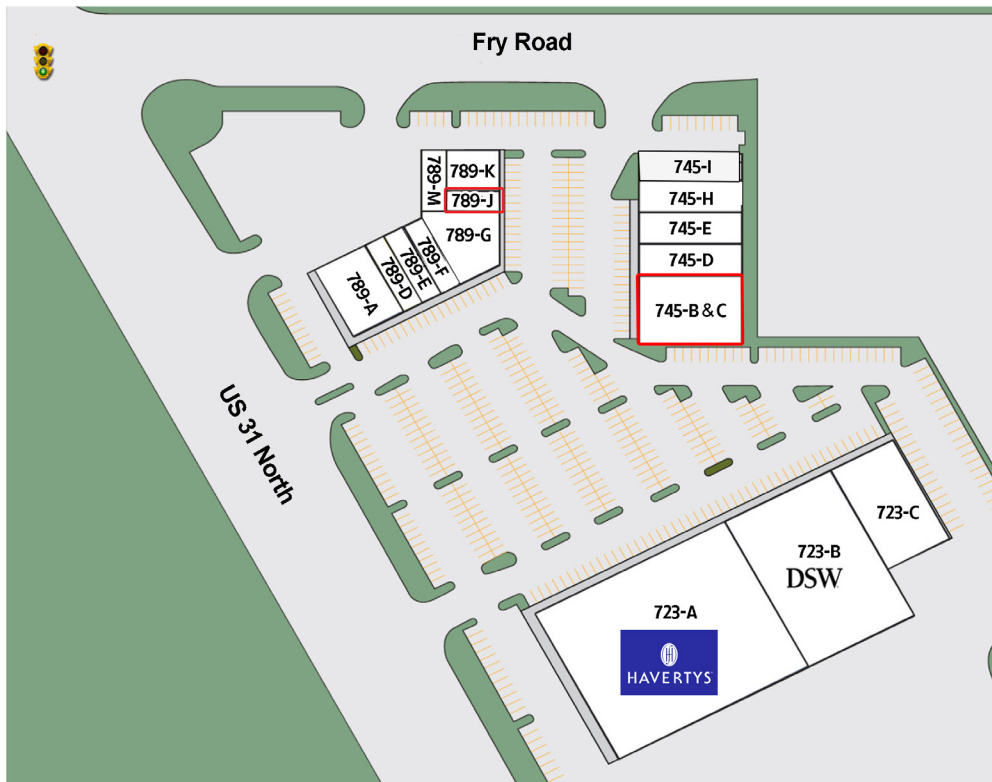 Fry Road
789-M
789-K
789-J
789-G
789-F
789-E
789-D
789-A
745-I
745-H
745-E
745-D
745-B & C
US 31 North
723-C
723-B
DSW
723-A
HAVERTYS